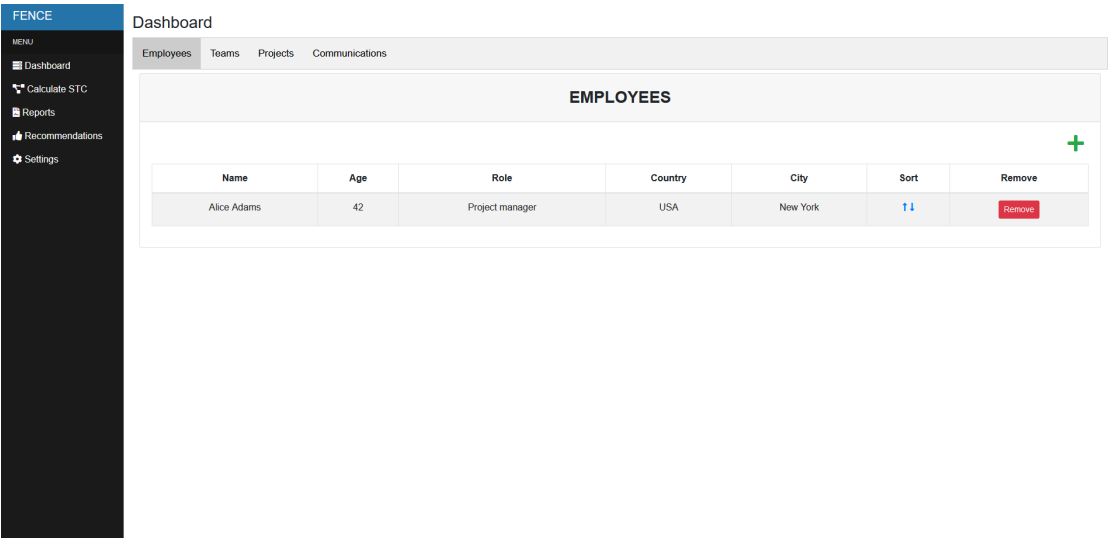 FENCE
MENU
Dashboard
Calculate STC
Reports
Recommendations
Settings
Dashboard
Employees Teams Projects Communications
EMPLOYEES
Name Age Role Country City Sort Remove
Alice Adams 42 Project manager USA New York Remove